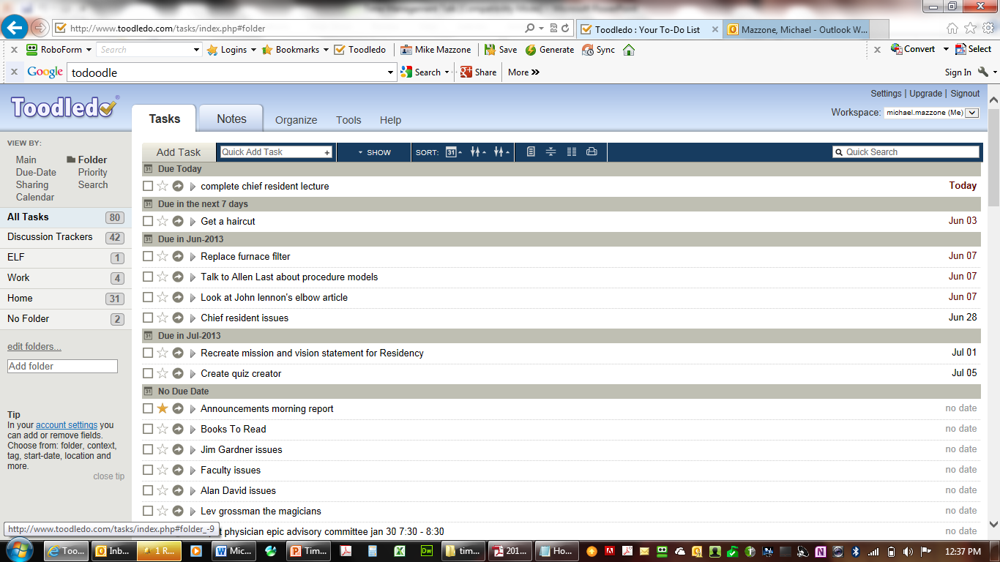 http://www.toodledo.com/tasks/index.php#folder
Toodledo : Your To-Do List
Mazzone, Michael - Outlook W...
RoboForm
Search
Logins
Bookmarks
Toodledo
Mike Mazzone
Save
Generate
Sync
Convert
Select
Google
todoodle
Search
Share
More »
Sign In
Toodledo
Tasks
Notes
Organize
Tools
Help
Settings | Upgrade | Signout
Workspace: michael.mazzone (Me)
VIEW BY:
Main
Folder
Due-Date
Priority
Sharing
Search
Calendar
All Tasks 80
Discussion Trackers 42
ELF 1
Work 4
Home 31
No Folder 2
edit folders...
Add folder
Tip
In your account settings you
can add or remove fields.
Choose from: folder, context,
tag, start-date, location and
more.
close tip
Add Task
Quick Add Task +
SHOW
SORT:
31
Quick Search
Due Today
complete chief resident lecture Today
Due in the next 7 days
Get a haircut Jun 03
Due in Jun-2013
Replace furnace filter Jun 07
Talk to Allen Last about procedure models Jun 07
Look at John lennon's elbow article Jun 07
Chief resident issues Jun 28
Due in Jul-2013
Recreate mission and vision statement for Residency Jul 01
Create quiz creator Jul 05
No Due Date
Announcements morning report no date
Books To Read no date
Jim Gardner issues no date
Faculty issues no date
Alan David issues no date
Lev grossman the magicians no date
physician epic advisory committee jan 30 7:30 - 8:30 no date
http://www.toodledo.com/tasks/index.php#folder_-9
Too...
Inb...
1 R...
Mic...
Tim...
Dw
tim...
201...
Ho...
12:37 PM